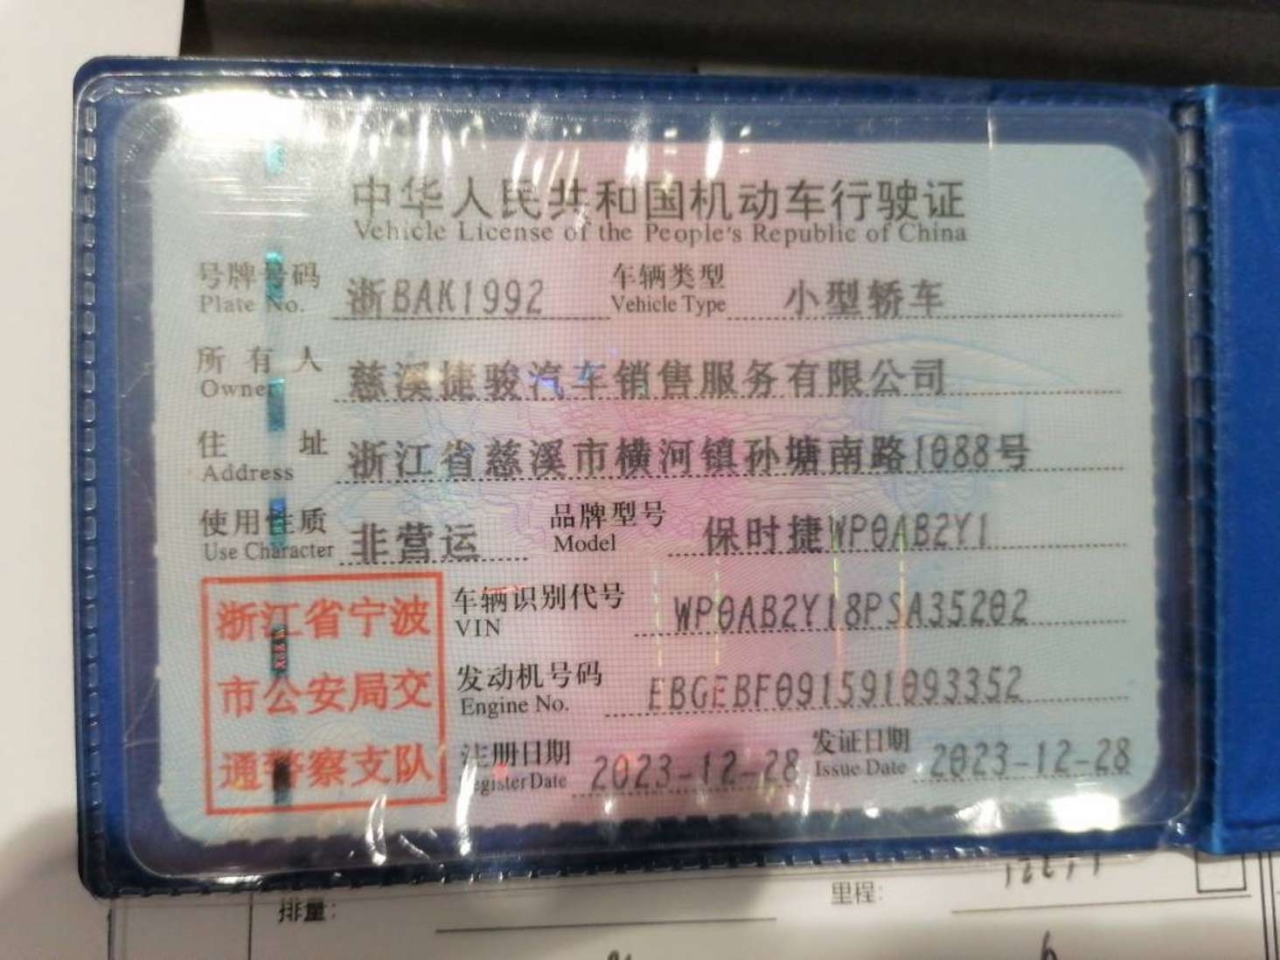 中华人民共和国机动车行驶证
Vehicle License of the People's Republic of China
号牌号码 浙BAK1992 车辆类型 小型轿车
Plate No. Vehicle Type
所有人 慈溪捷骏汽车销售服务有限公司
Owner
住址 浙江省慈溪市横河镇孙塘南路1088号
Address
使用性质 非营运 品牌型号 保时捷WP0AB2Y1
Use Character Model
浙江省宁波
市公安局交
通警察支队
车辆识别代号 WP0AB2Y18PSA35202
VIN
发动机号码 EBGEBF091591093352
Engine No.
注册日期 2023-12-28 发证日期 2023-12-28
egister Date Issue Date
排量: 里程: